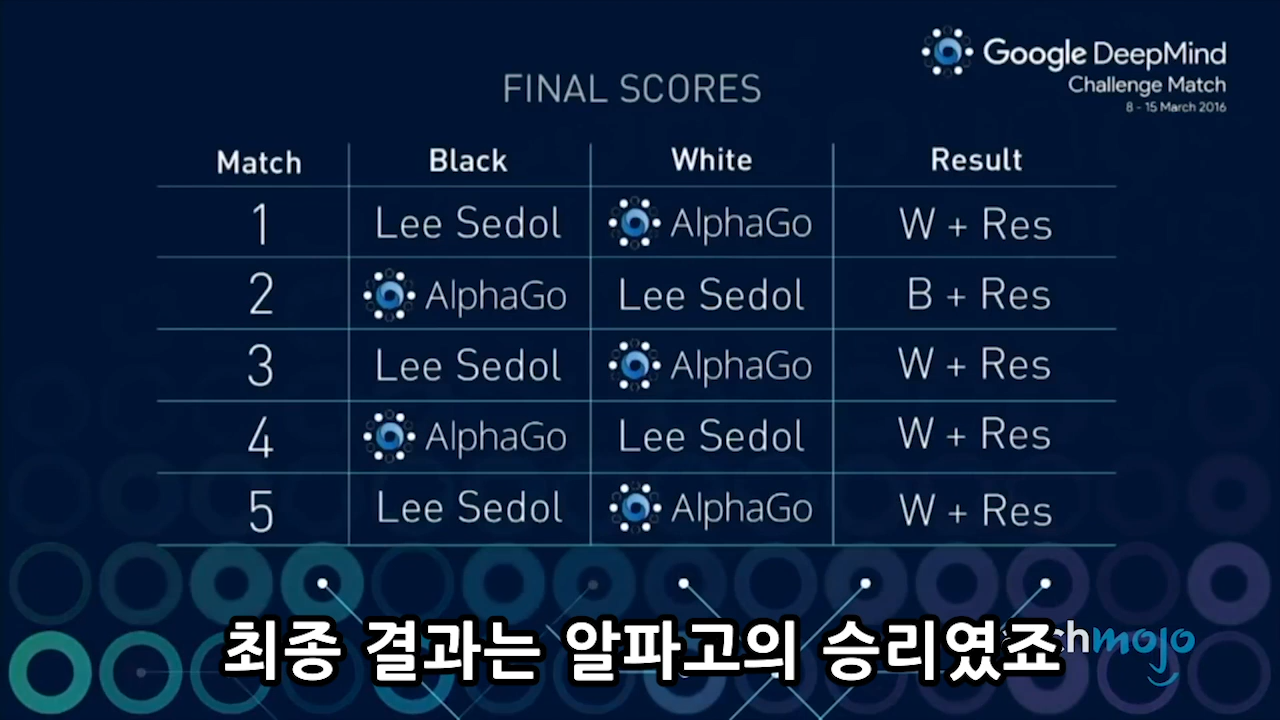 Google DeepMind
Challenge Match
8 - 15 March 2016
FINAL SCORES
Match Black White Result
1 Lee Sedol AlphaGo W + Res
2 AlphaGo Lee Sedol B + Res
3 Lee Sedol AlphaGo W + Res
4 AlphaGo Lee Sedol W + Res
5 Lee Sedol AlphaGo W + Res
최종 결과는 알파고의 승리였죠
mojo